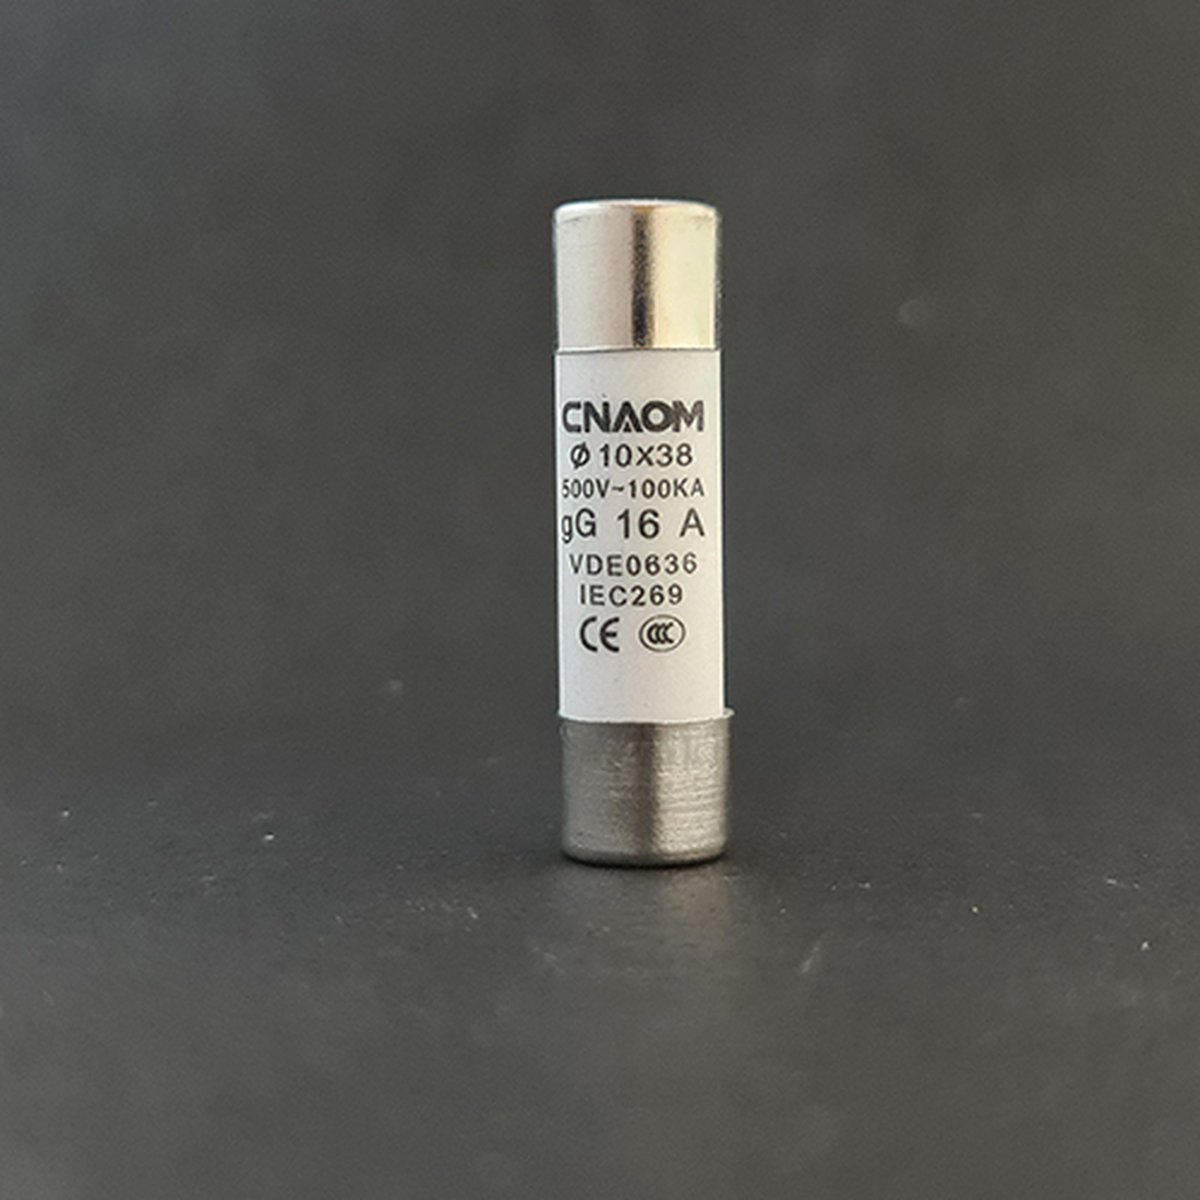 CNAOM
Ø 10X38
500V~100KA
gG 16 A
VDE0636
IEC269
CE CCC